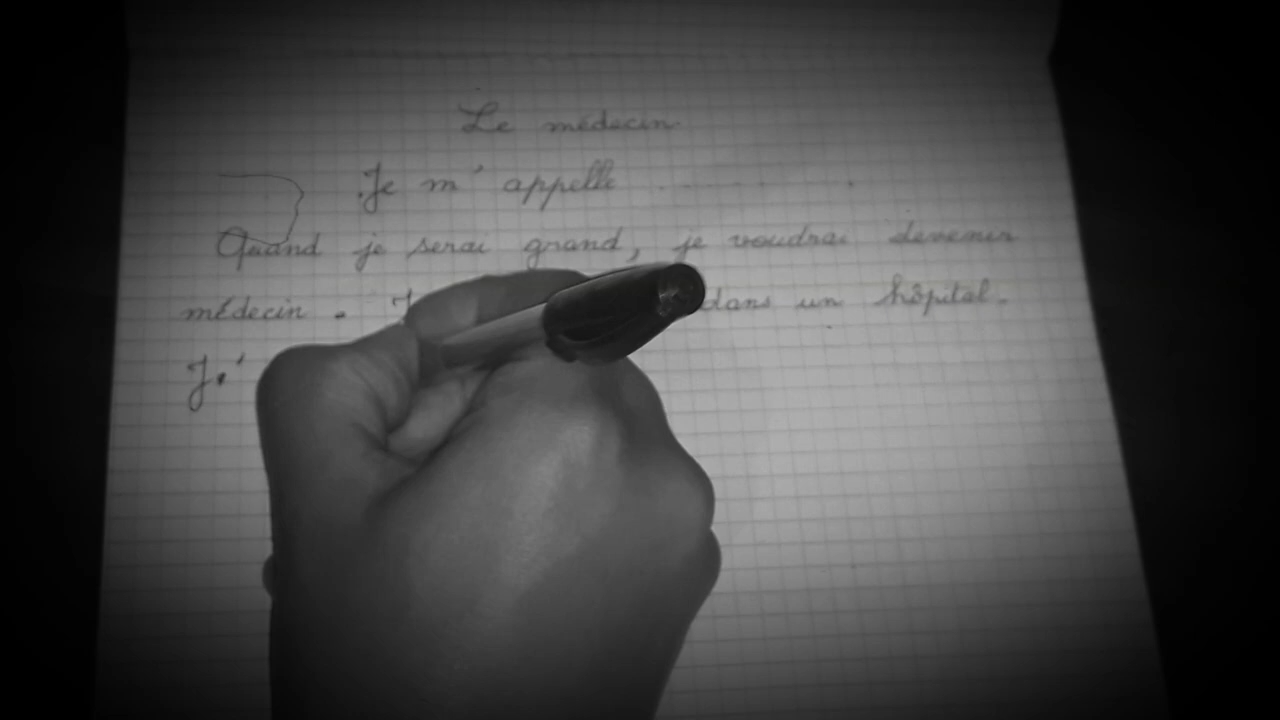 Le médecin
Je m'appelle ............
Quand je serai grand, je voudrai devenir
médecin. dans un hôpital.
J'